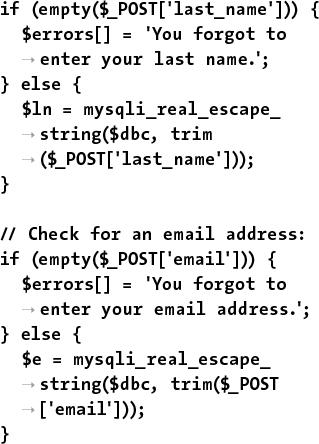 if (empty($_POST['last_name'])) {
  $errors[] = 'You forgot to
  → enter your last name.';
} else {
  $ln = mysqli_real_escape_
  → string($dbc, trim
  → ($_POST['last_name']));
}

// Check for an email address:
if (empty($_POST['email'])) {
  $errors[] = 'You forgot to
  → enter your email address.';
} else {
  $e = mysqli_real_escape_
  → string($dbc, trim($_POST
  → ['email']));
}